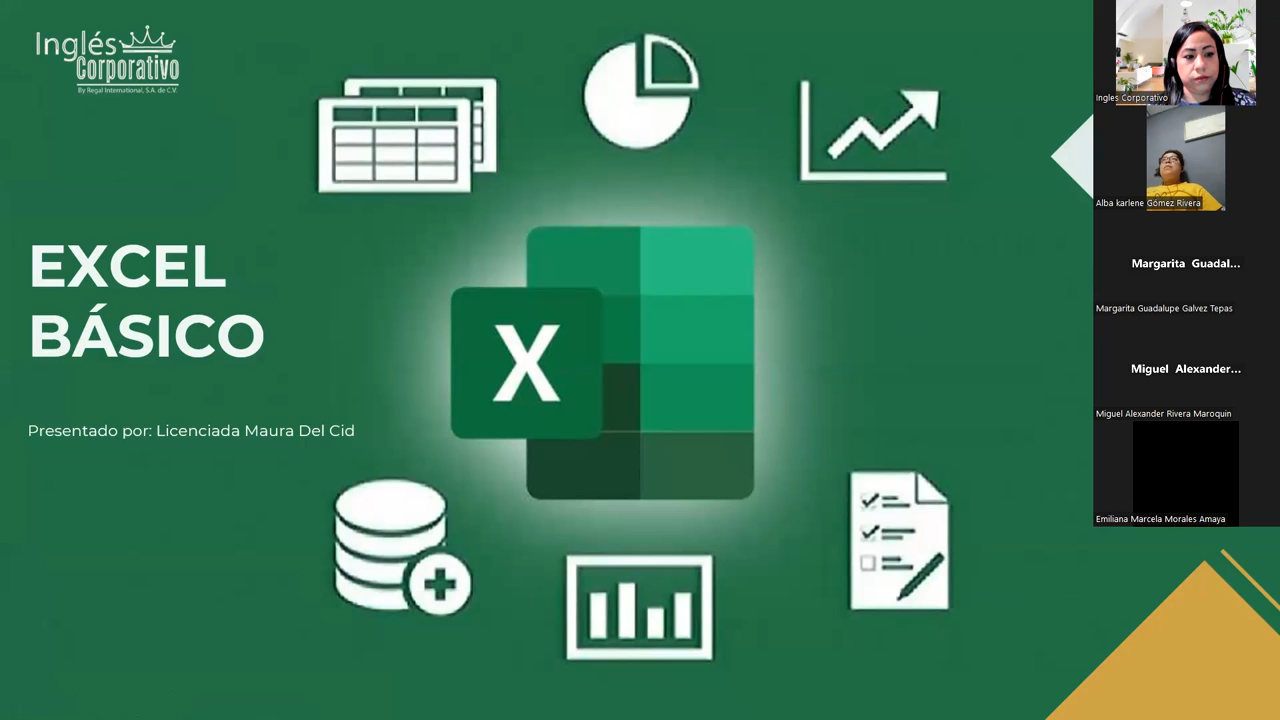 Inglés
Corporativo
By Regal International, S.A. de C.V.
EXCEL
BÁSICO
Presentado por: Licenciada Maura Del Cid
X
Ingles Corporativo
Alba karlene Gómez Rivera
Margarita Guadal...
Margarita Guadalupe Galvez Tepas
Miguel Alexander...
Miguel Alexander Rivera Maroquin
Emiliana Marcela Morales Amaya